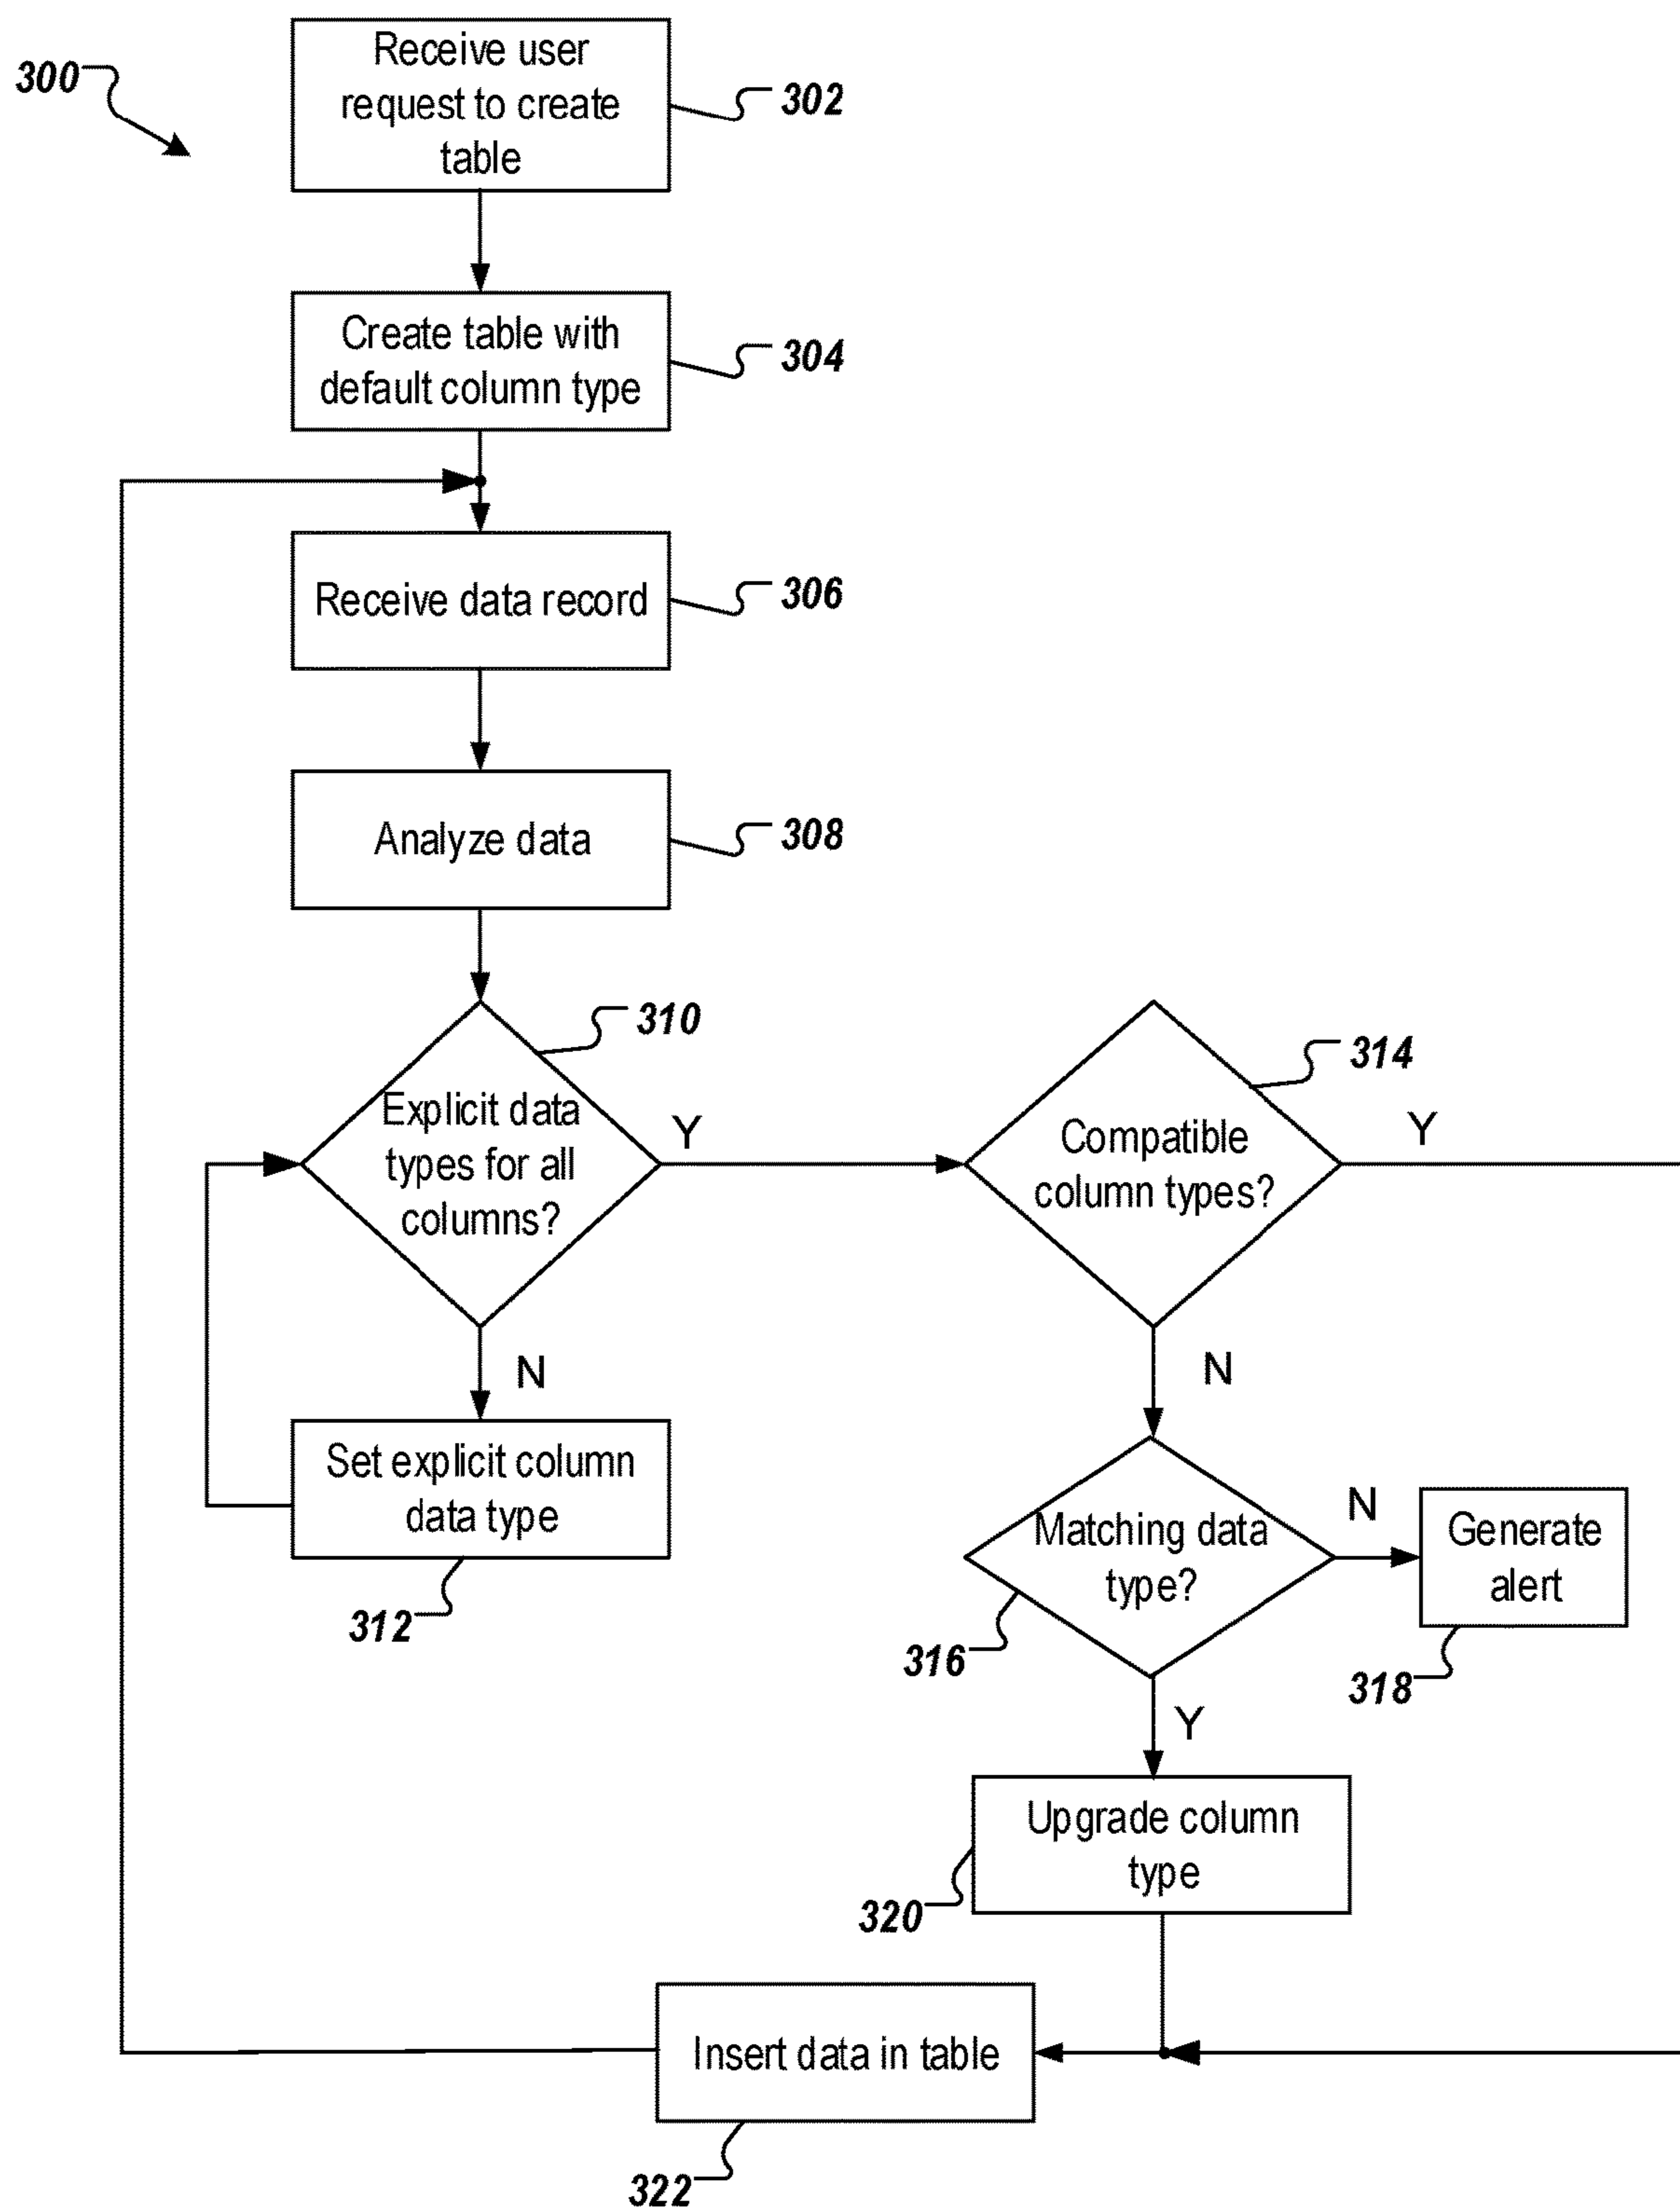 300
Receive user
request to create
table
302
Create table with
default column type
304
Receive data record
306
Analyze data
308
310
Explicit data
types for all
columns?
Y
314
Compatible
column types?
Y
N
N
Set explicit column
data type
312
Matching data
type?
N
Generate
alert
316
318
Y
Upgrade column
type
320
Insert data in table
322